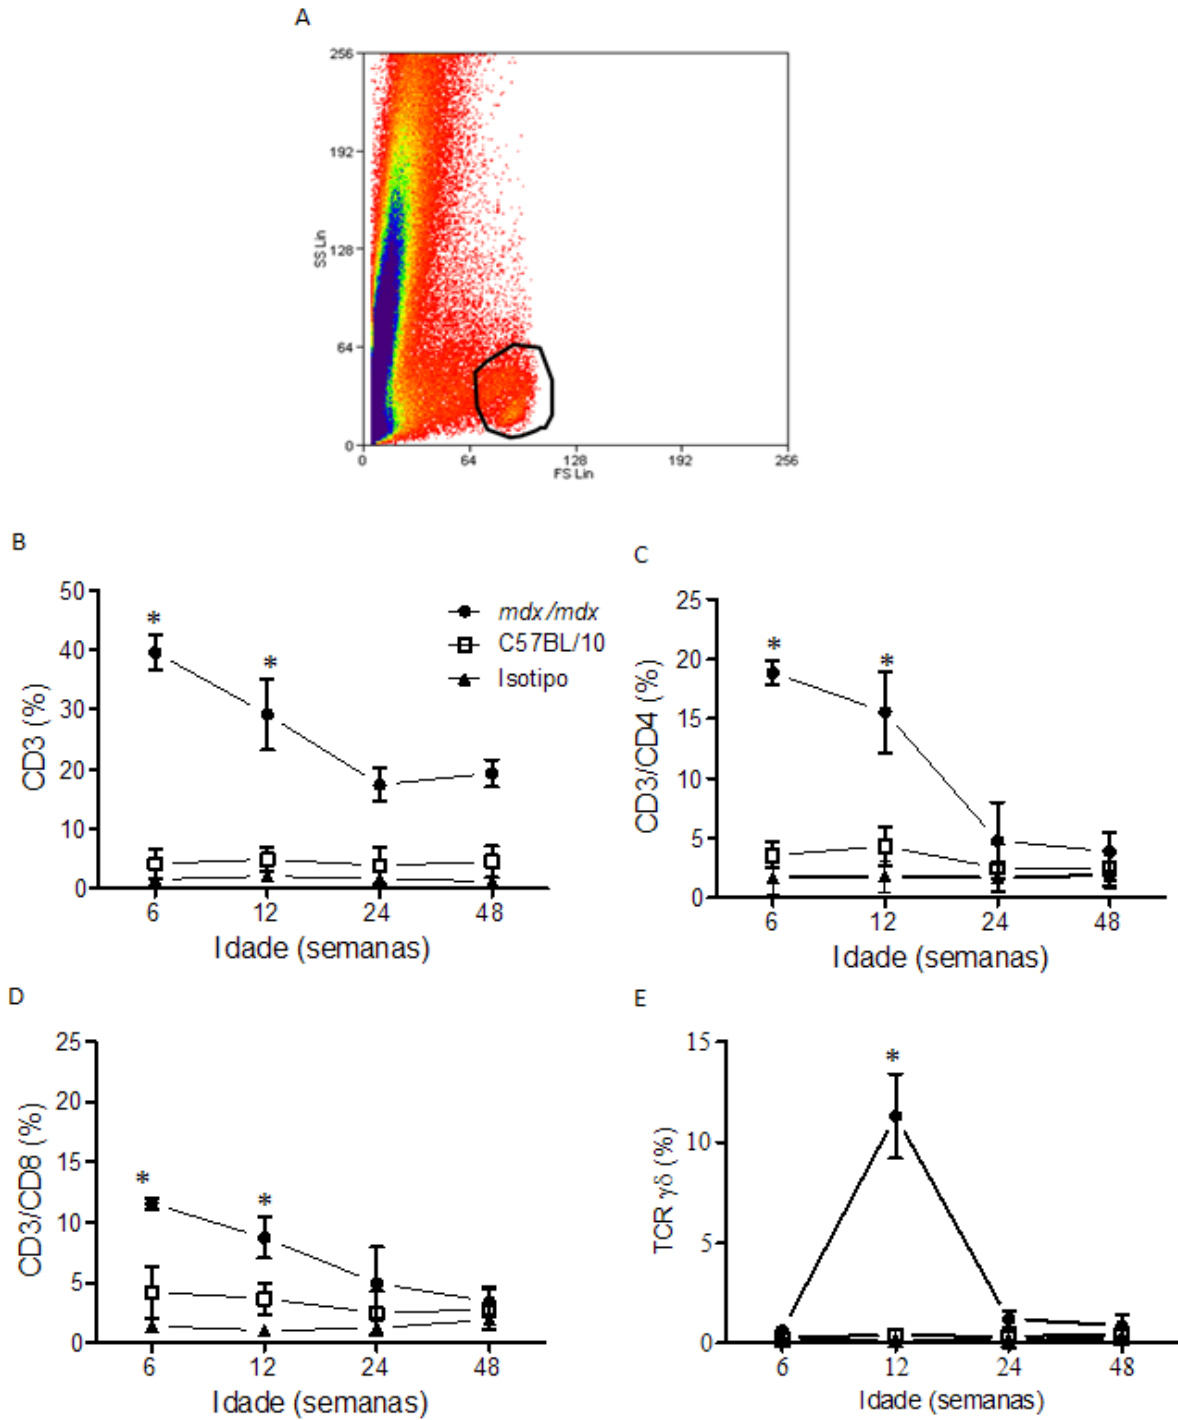 A
256
192
128
64
0
SS Lin
0 64 128 192 256
FS Lin
B
50
40
30
20
10
0
CD3 (%)
* *
mdx/mdx
C57BL/10
Isotipo
6 12 24 48
Idade (semanas)
C
25
20
15
10
5
0
CD3/CD4 (%)
* *
6 12 24 48
Idade (semanas)
D
25
20
15
10
5
0
CD3/CD8 (%)
* *
6 12 24 48
Idade (semanas)
E
15
10
5
0
TCR γδ (%)
*
6 12 24 48
Idade (semanas)